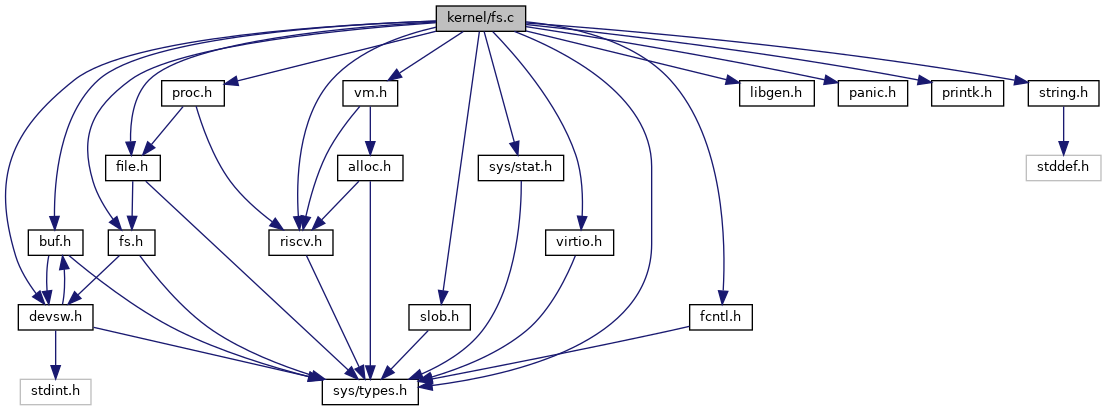 kernel/fs.c
proc.h
vm.h
libgen.h
panic.h
printk.h
string.h
file.h
alloc.h
sys/stat.h
stddef.h
buf.h
fs.h
riscv.h
virtio.h
devsw.h
slob.h
fcntl.h
stdint.h
sys/types.h